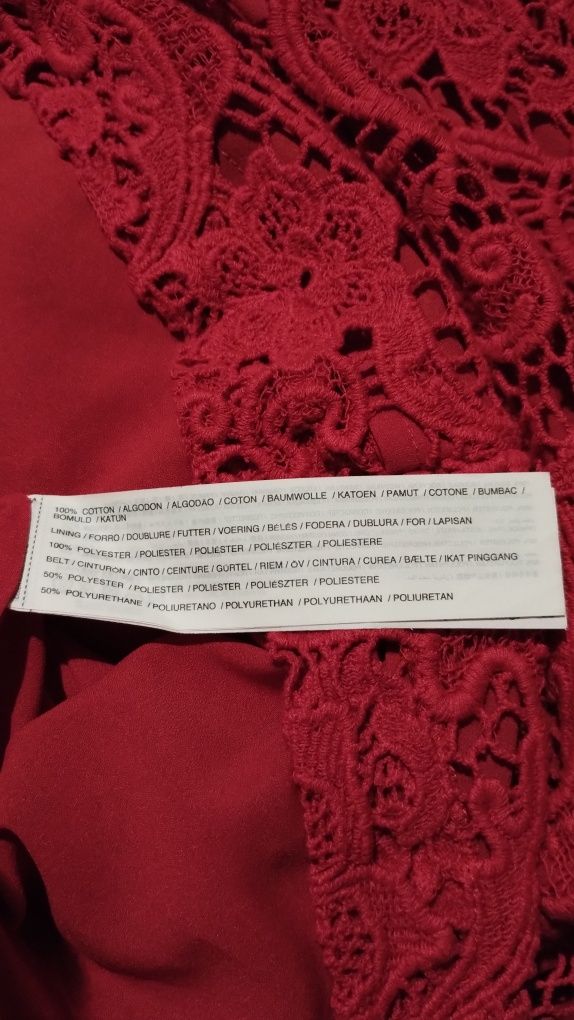 100% COTTON / ALGODON / ALGODAO / COTON / BAUMWOLLE / KATOEN / PAMUT / COTONE / BUMBAC /
BOMULD / KATUN
LINING / FORRO / DOUBLURE / FUTTER / VOERING / BÉLÉS / FODERA / DUBLURA / FOR / LAPISAN
100% POLYESTER / POLIESTER / POLIÉSTER / POLIÉSZTER / POLIESTERE
BELT / CINTURON / CINTO / CEINTURE / GÜRTEL / RIEM / ÖV / CINTURA / CUREA / BÆLTE / IKAT PINGGANG
50% POLYESTER / POLIESTER / POLIÉSTER / POLIÉSZTER / POLIESTERE
50% POLYURETHANE / POLIURETANO / POLYURETHAN / POLYURETHAAN / POLIURETAN